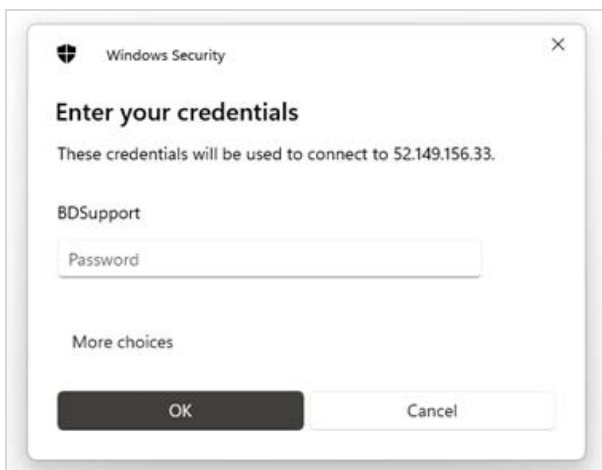 Windows Security
Enter your credentials
These credentials will be used to connect to 52.149.156.33.
BDSupport
Password
More choices
OK
Cancel